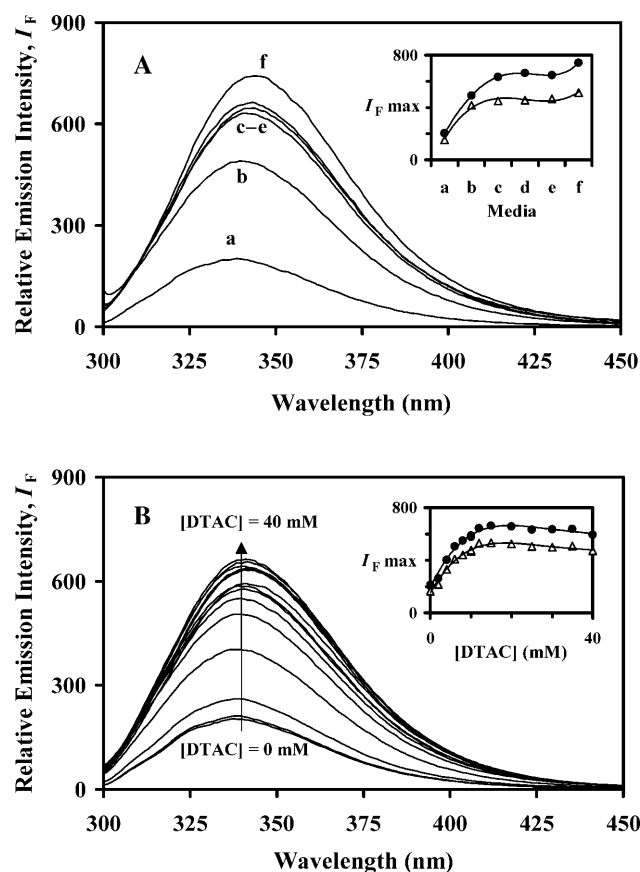 A
Relative Emission Intensity, I F
900
600
300
0
300 325 350 375 400 425 450
Wavelength (nm)
f
c–e
b
a
800
400
0
I F max
a b c d e f
Media
B
Relative Emission Intensity, I F
900
600
300
0
300 325 350 375 400 425 450
Wavelength (nm)
[DTAC] = 40 mM
[DTAC] = 0 mM
800
400
0
I F max
0 20 40
[DTAC] (mM)